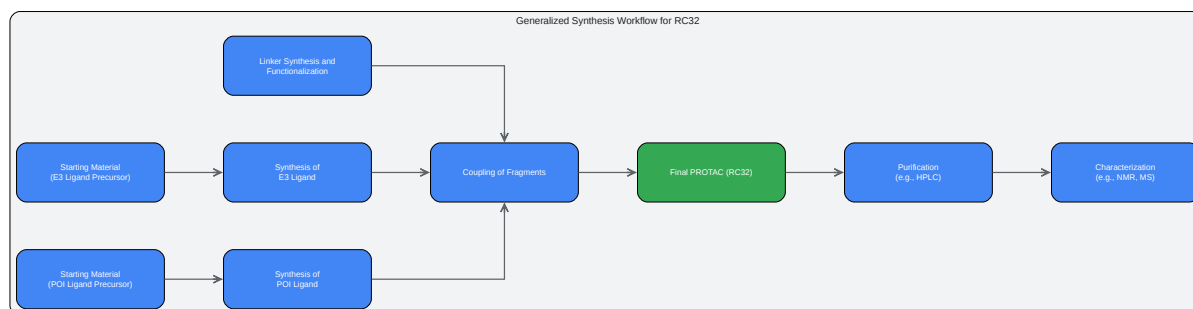 Generalized Synthesis Workflow for RC32
Linker Synthesis and
Functionalization
Starting Material
(E3 Ligand Precursor)
Synthesis of
E3 Ligand
Coupling of Fragments
Final PROTAC (RC32)
Purification
(e.g., HPLC)
Characterization
(e.g., NMR, MS)
Starting Material
(POI Ligand Precursor)
Synthesis of
POI Ligand